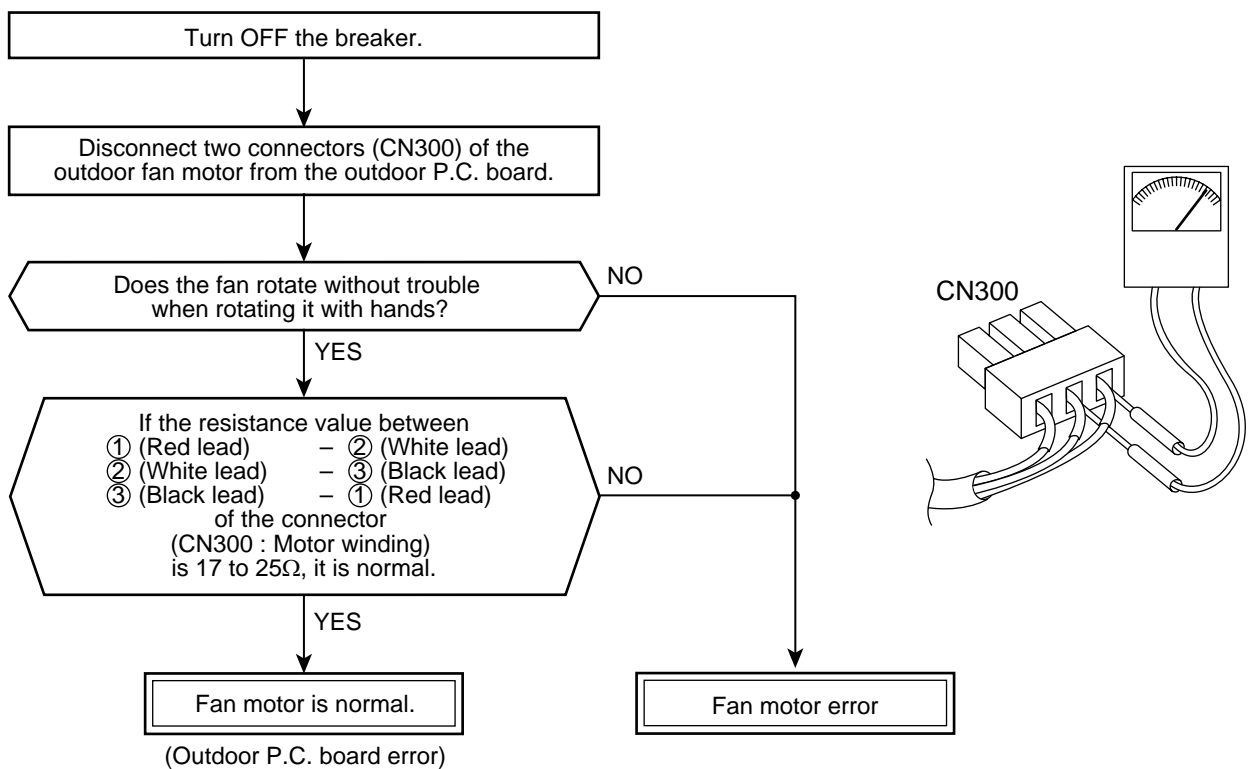 Turn OFF the breaker.
Disconnect two connectors (CN300) of the
outdoor fan motor from the outdoor P.C. board.
Does the fan rotate without trouble
when rotating it with hands?
NO
YES
If the resistance value between
① (Red lead) – ② (White lead)
② (White lead) – ③ (Black lead)
③ (Black lead) – ① (Red lead)
of the connector
(CN300 : Motor winding)
is 17 to 25Ω, it is normal.
NO
YES
Fan motor is normal.
(Outdoor P.C. board error)
Fan motor error
CN300